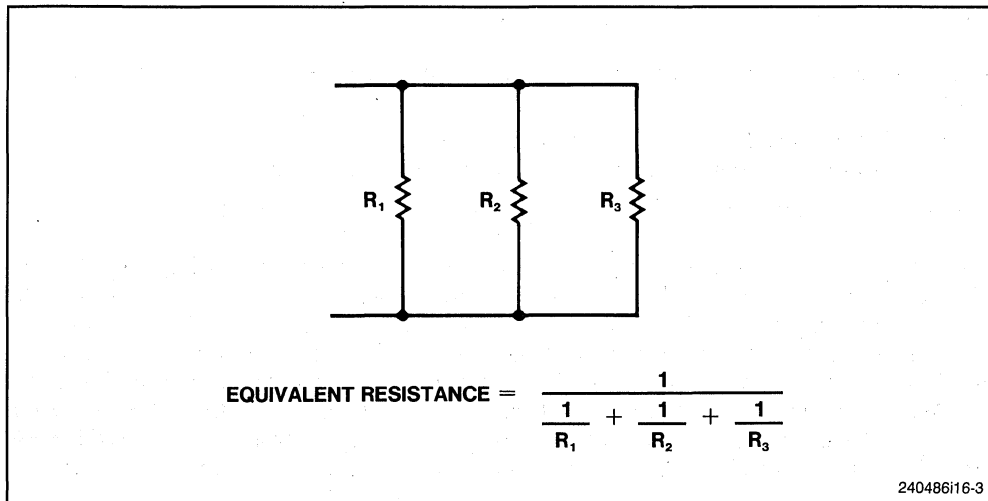 R₁ R₂ R₃
EQUIVALENT RESISTANCE = 1
1 + 1 + 1
R₁ R₂ R₃
240486i16-3